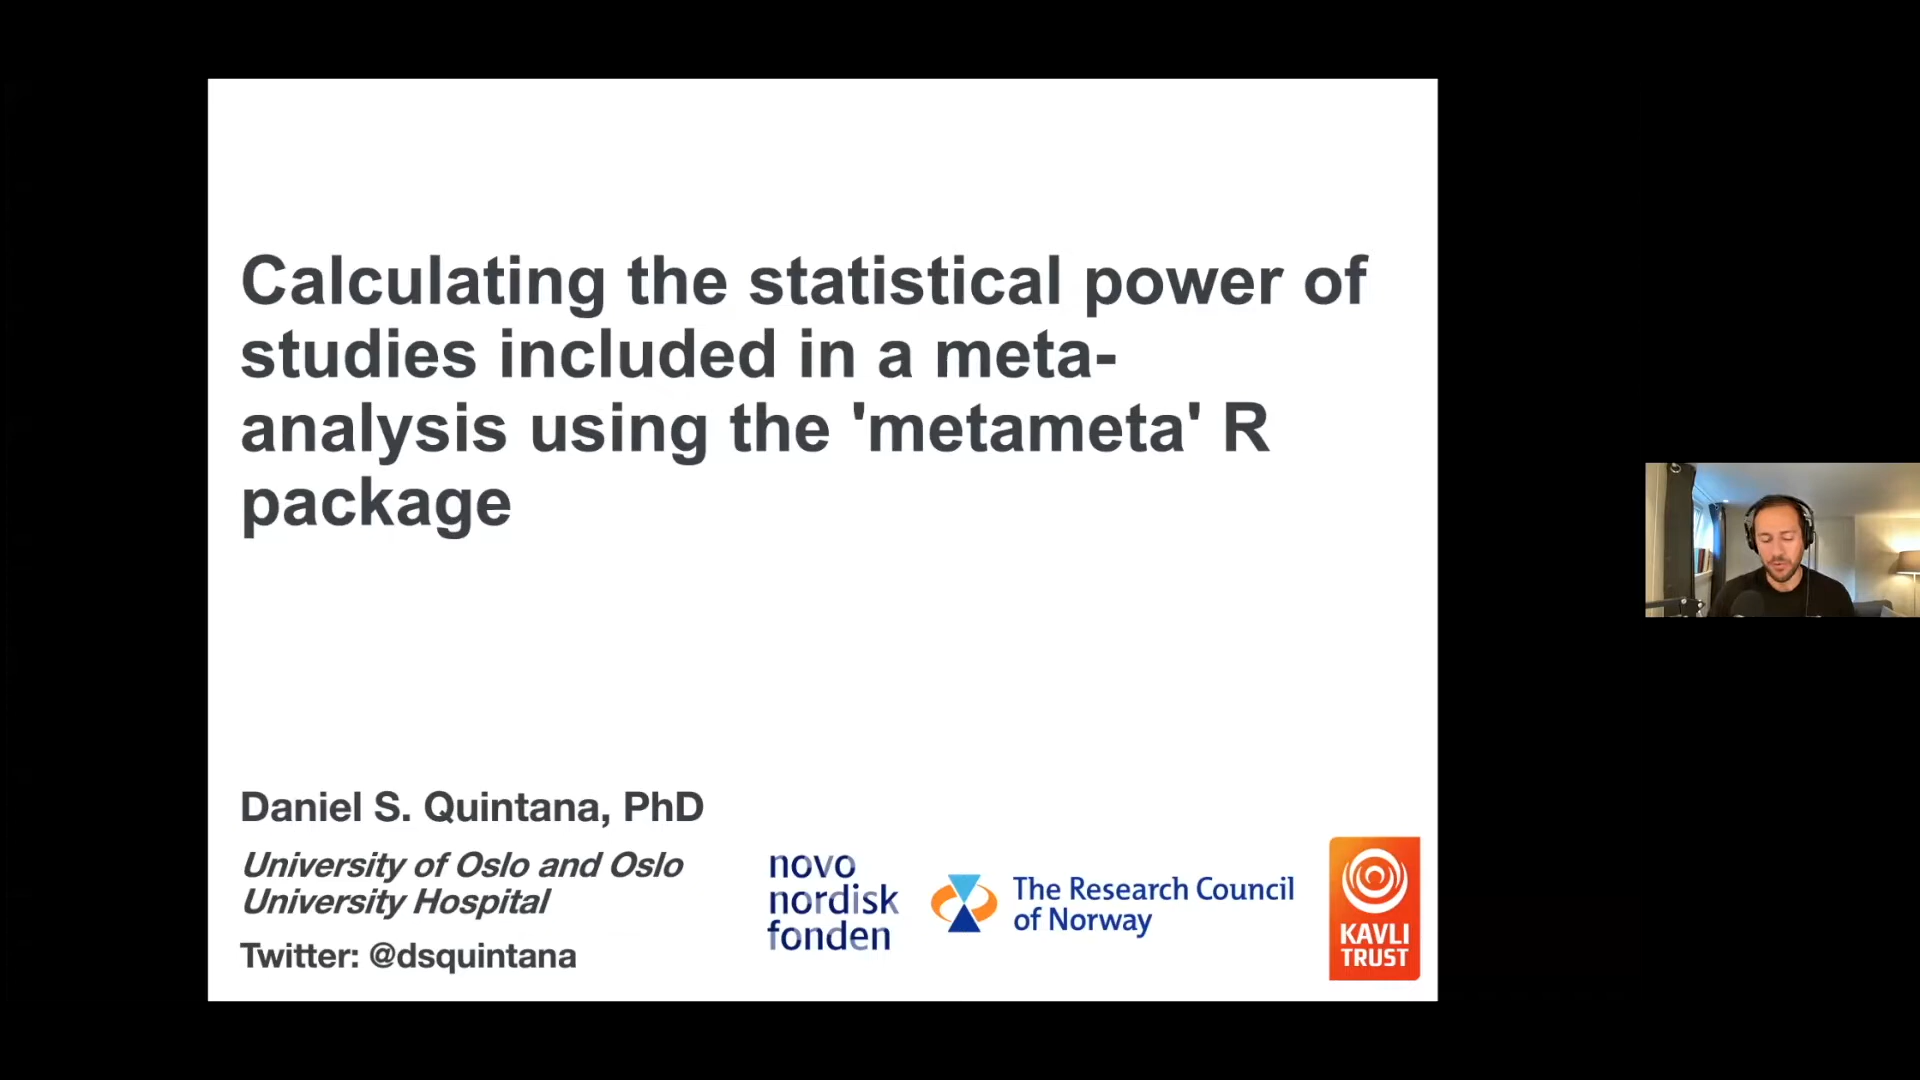 Calculating the statistical power of
studies included in a meta-
analysis using the 'metameta' R
package
Daniel S. Quintana, PhD
University of Oslo and Oslo
University Hospital
Twitter: @dsquintana
novo
nordisk
fonden
The Research Council
of Norway
KAVLI
TRUST